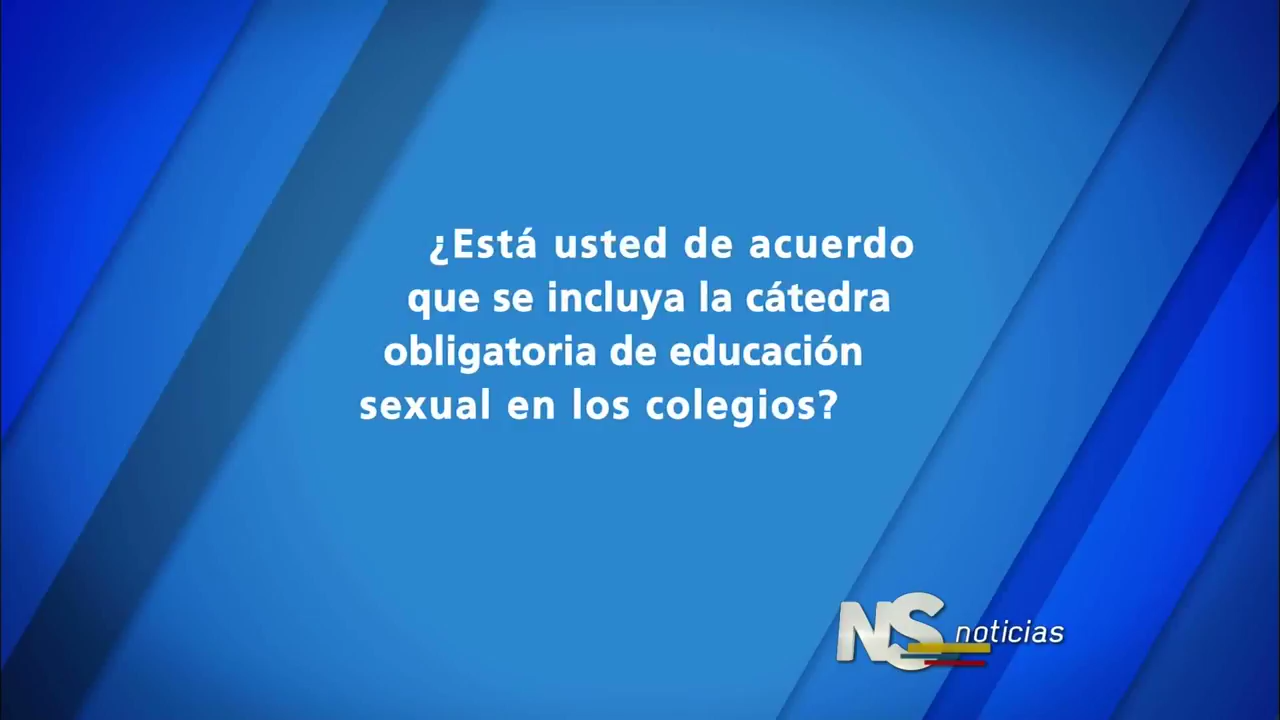 ¿Está usted de acuerdo
que se incluya la cátedra
obligatoria de educación
sexual en los colegios?
NS noticias